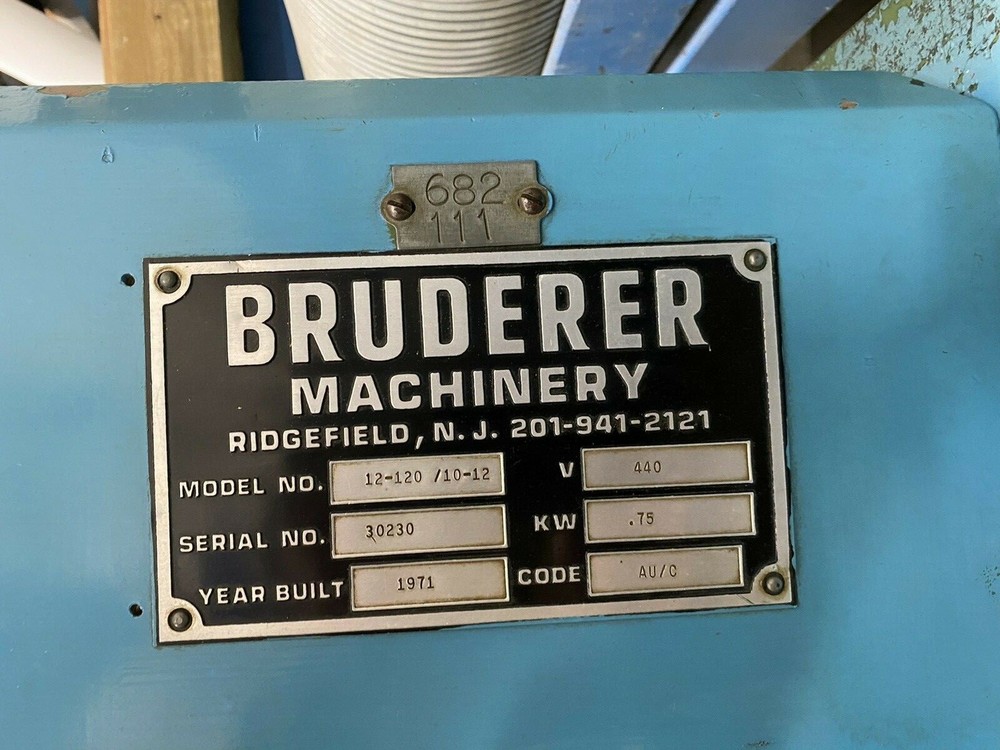 682
111
BRUDERER
MACHINERY
RIDGEFIELD, N. J. 201-941-2121
MODEL NO. 12-120 /10-12 V 440
SERIAL NO. 30230 KW .75
YEAR BUILT 1971 CODE AU/C